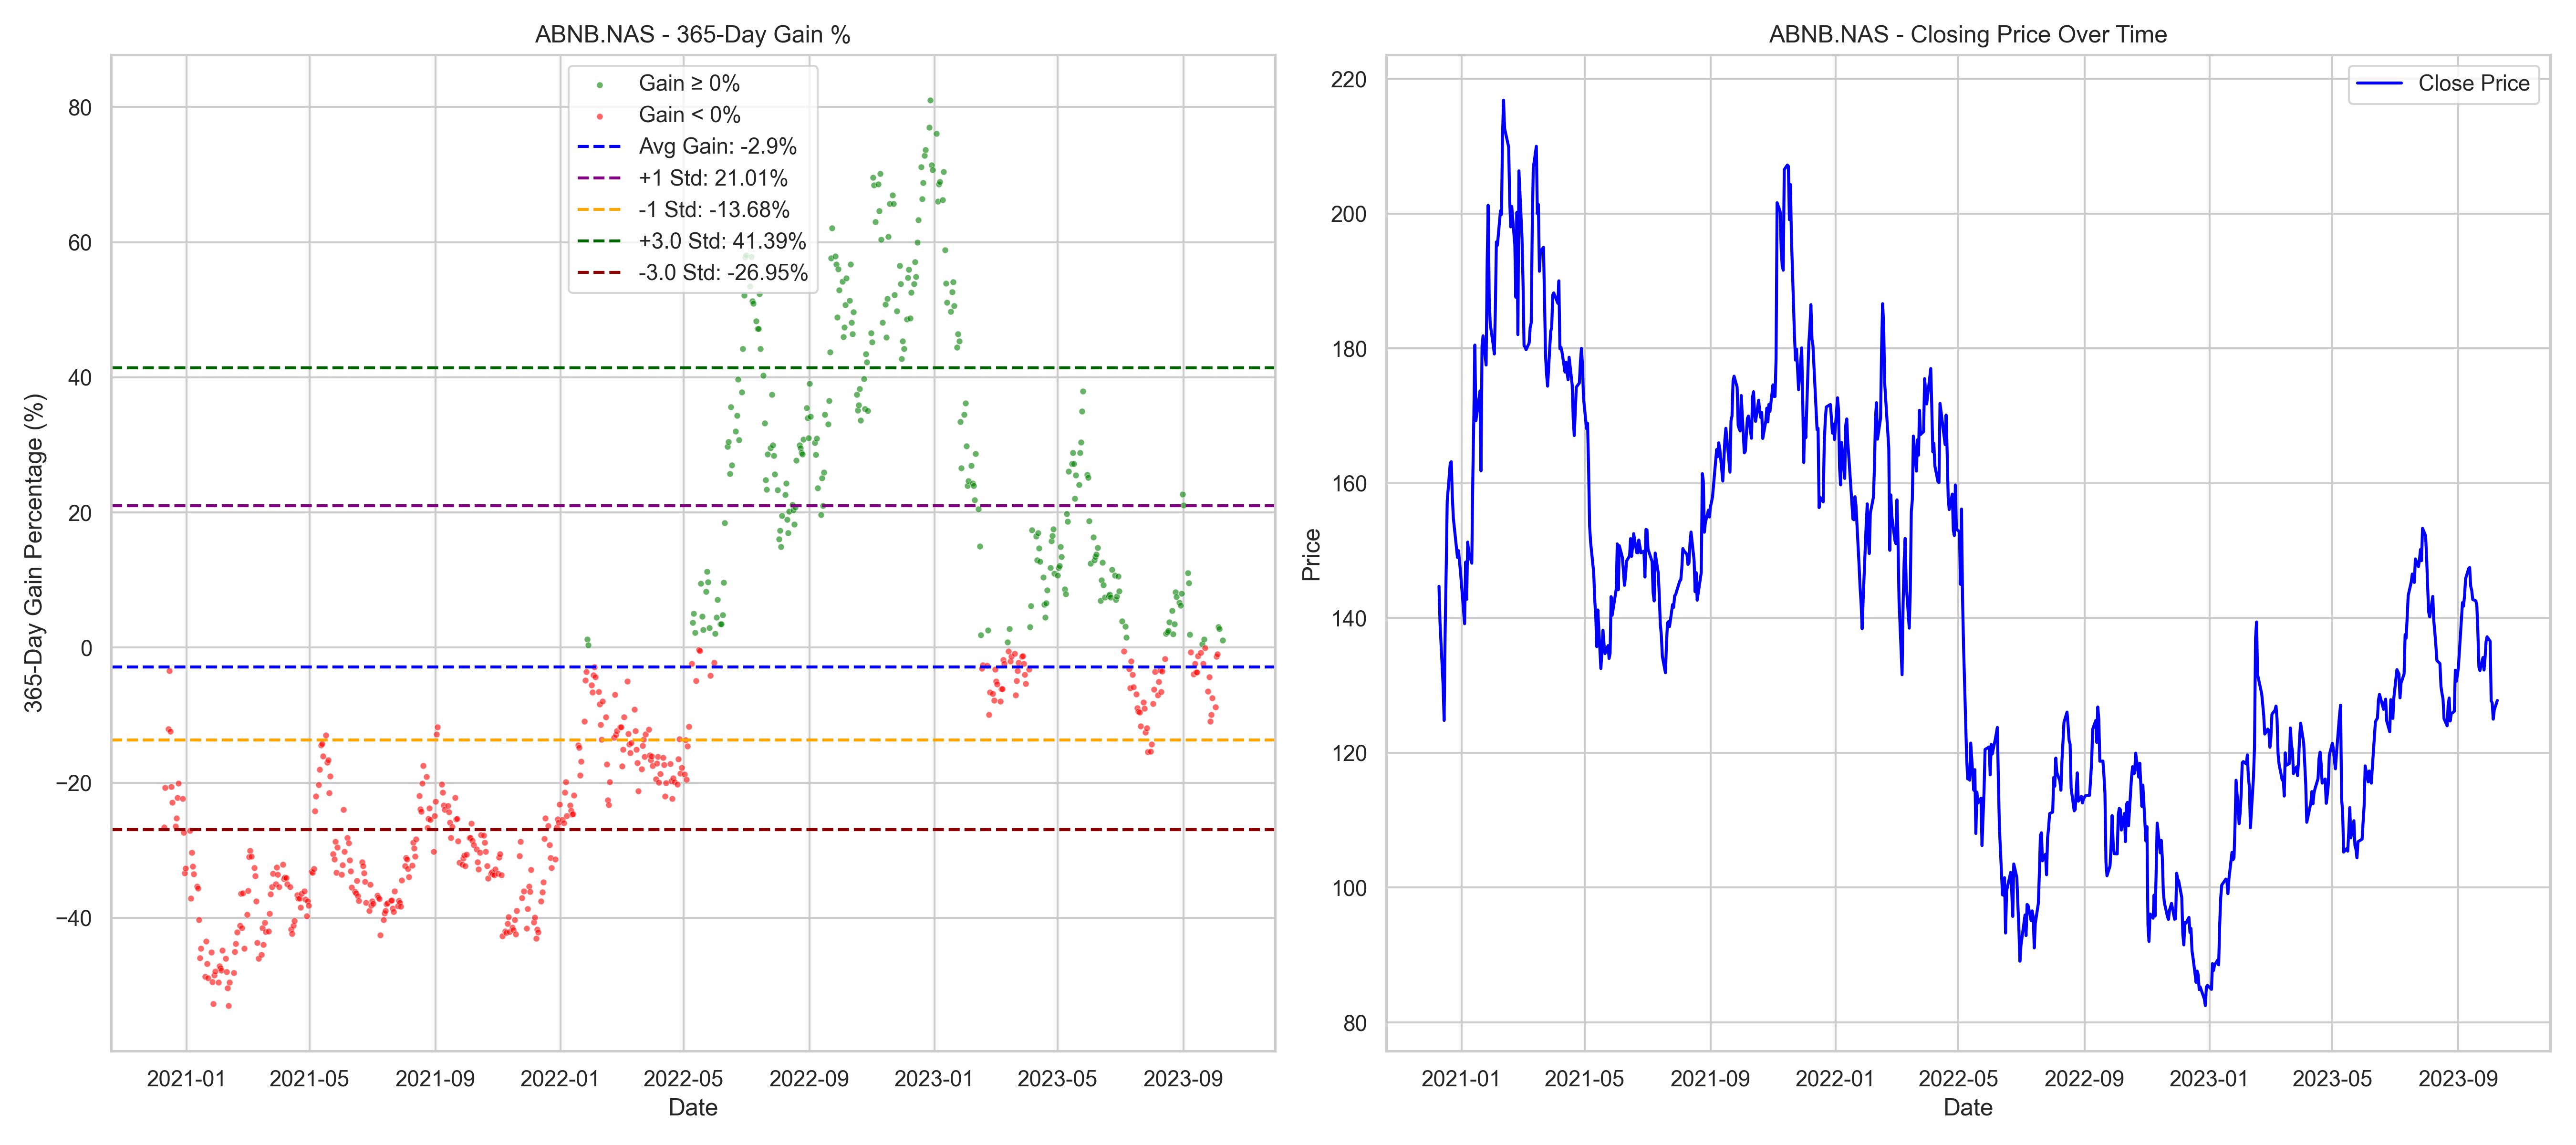 ABNB.NAS - 365-Day Gain %
Gain ≥ 0%
Gain < 0%
Avg Gain: -2.9%
+1 Std: 21.01%
-1 Std: -13.68%
+3.0 Std: 41.39%
-3.0 Std: -26.95%
365-Day Gain Percentage (%)
80
60
40
20
0
−20
−40
2021-01
2021-05
2021-09
2022-01
2022-05
2022-09
2023-01
2023-05
2023-09
Date
ABNB.NAS - Closing Price Over Time
Close Price
Price
220
200
180
160
140
120
100
80
2021-01
2021-05
2021-09
2022-01
2022-05
2022-09
2023-01
2023-05
2023-09
Date